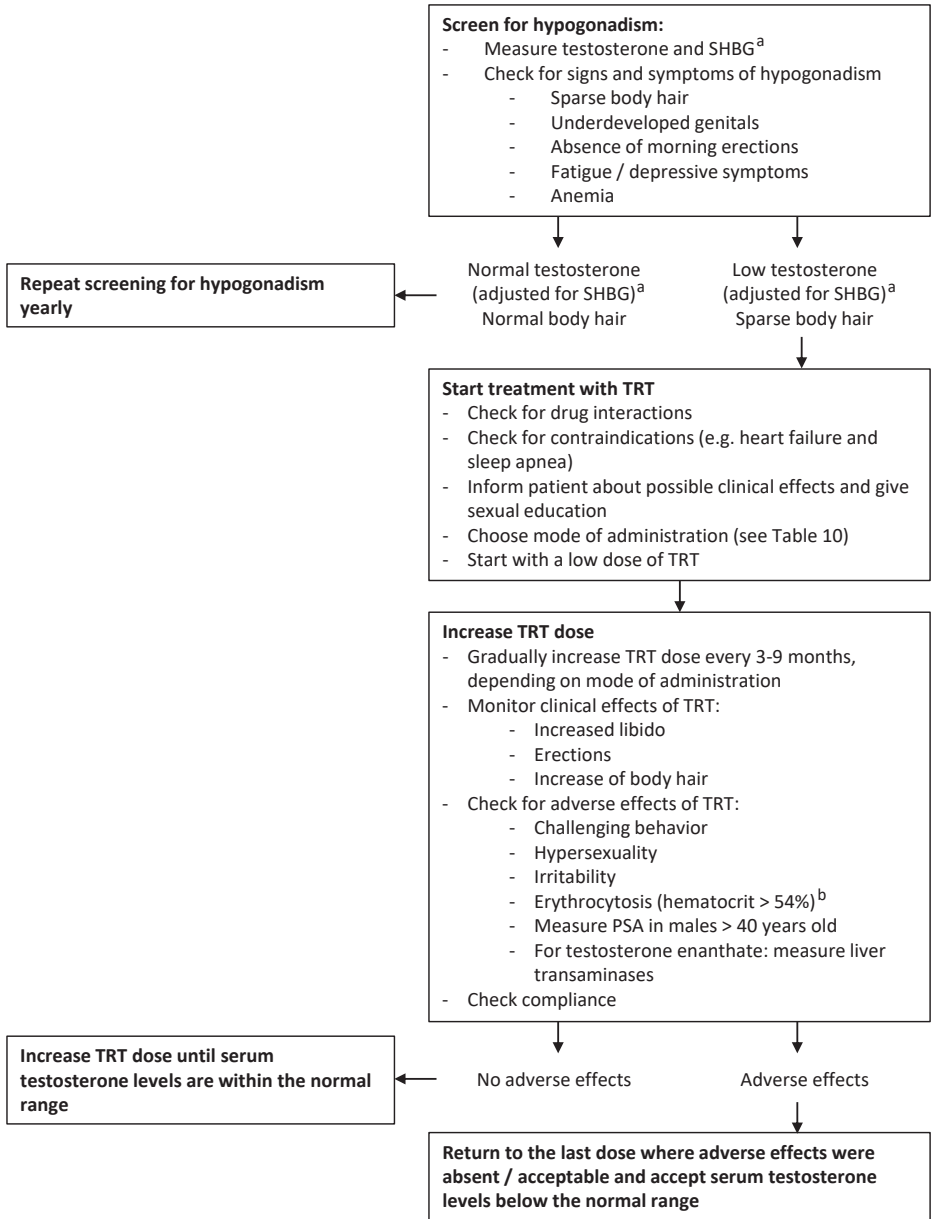 Screen for hypogonadism:
- Measure testosterone and SHBGᵃ
- Check for signs and symptoms of hypogonadism
- Sparse body hair
- Underdeveloped genitals
- Absence of morning erections
- Fatigue / depressive symptoms
- Anemia
Normal testosterone
(adjusted for SHBG)ᵃ
Normal body hair
Low testosterone
(adjusted for SHBG)ᵃ
Sparse body hair
Repeat screening for hypogonadism
yearly
Start treatment with TRT
- Check for drug interactions
- Check for contraindications (e.g. heart failure and
sleep apnea)
- Inform patient about possible clinical effects and give
sexual education
- Choose mode of administration (see Table 10)
- Start with a low dose of TRT
Increase TRT dose
- Gradually increase TRT dose every 3-9 months,
depending on mode of administration
- Monitor clinical effects of TRT:
- Increased libido
- Erections
- Increase of body hair
- Check for adverse effects of TRT:
- Challenging behavior
- Hypersexuality
- Irritability
- Erythrocytosis (hematocrit > 54%)ᵇ
- Measure PSA in males > 40 years old
- For testosterone enanthate: measure liver
transaminases
- Check compliance
No adverse effects
Adverse effects
Increase TRT dose until serum
testosterone levels are within the normal
range
Return to the last dose where adverse effects were
absent / acceptable and accept serum testosterone
levels below the normal range